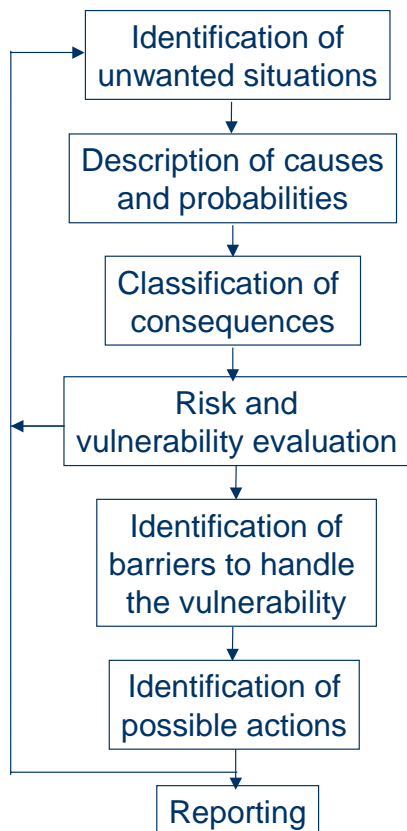 Identification of
unwanted situations
Description of causes
and probabilities
Classification of
consequences
Risk and
vulnerability evaluation
Identification of
barriers to handle
the vulnerability
Identification of
possible actions
Reporting